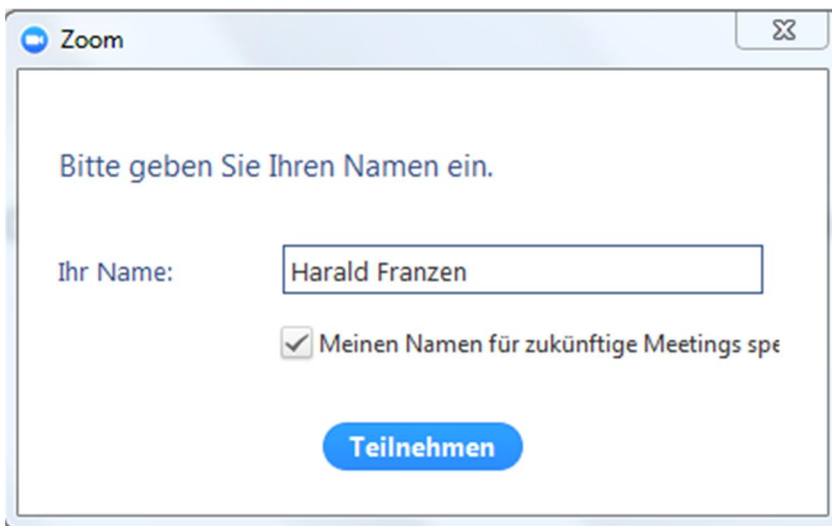 Zoom
Bitte geben Sie Ihren Namen ein.
Ihr Name: Harald Franzen
Meinen Namen für zukünftige Meetings spe
Teilnehmen